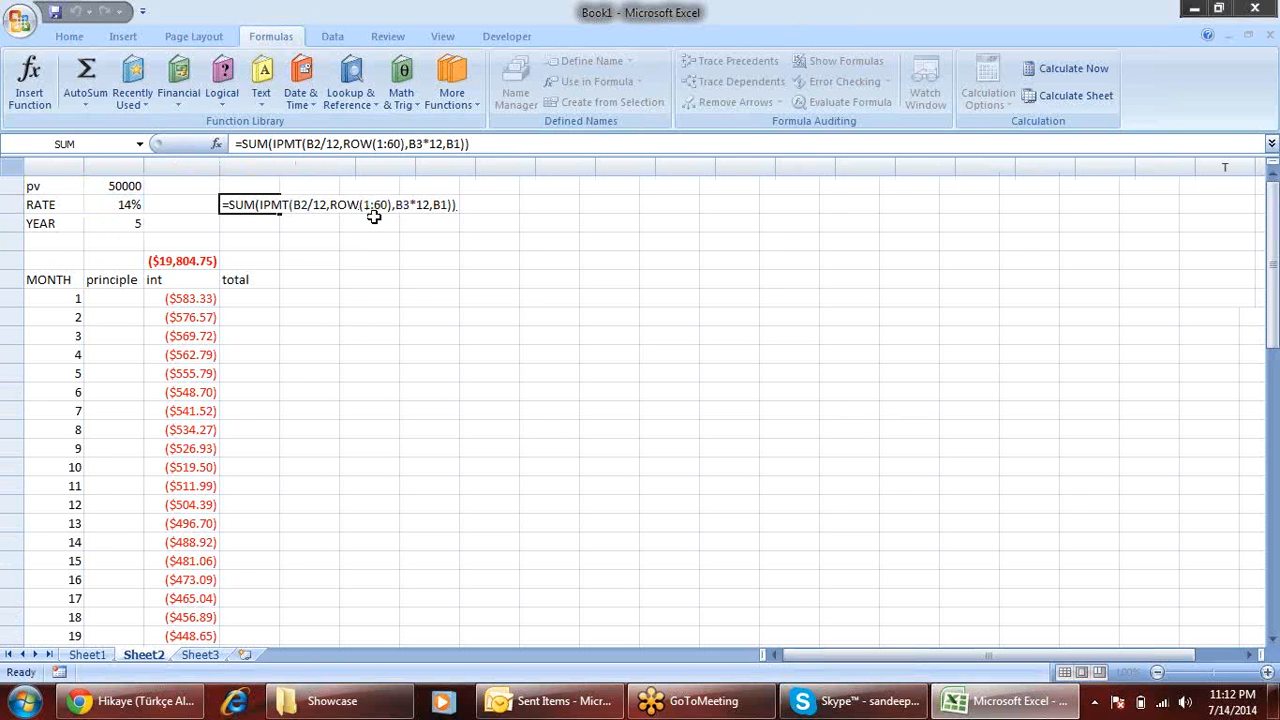 Book1 - Microsoft Excel
Home Insert Page Layout Formulas Data Review View Developer
Insert Function
AutoSum
Recently Used
Financial
Logical
Text
Date & Time
Lookup & Reference
Math & Trig
More Functions
Function Library
Name Manager
Define Name
Use in Formula
Create from Selection
Defined Names
Trace Precedents
Trace Dependents
Remove Arrows
Show Formulas
Error Checking
Evaluate Formula
Formula Auditing
Watch Window
Calculation Options
Calculate Now
Calculate Sheet
Calculation
SUM fx =SUM(IPMT(B2/12,ROW(1:60),B3*12,B1))
T
pv 50000
RATE 14% =SUM(IPMT(B2/12,ROW(1:60),B3*12,B1))
YEAR 5
($19,804.75)
MONTH principle int total
1 ($583.33)
2 ($576.57)
3 ($569.72)
4 ($562.79)
5 ($555.79)
6 ($548.70)
7 ($541.52)
8 ($534.27)
9 ($526.93)
10 ($519.50)
11 ($511.99)
12 ($504.39)
13 ($496.70)
14 ($488.92)
15 ($481.06)
16 ($473.09)
17 ($465.04)
18 ($456.89)
19 ($448.65)
Sheet1 Sheet2 Sheet3
Ready 100%
Hikaye (Türkçe Al... Showcase Sent Items - Micr... GoToMeeting Skype™ - sandeep... Microsoft Excel - ...
11:12 PM
7/14/2014